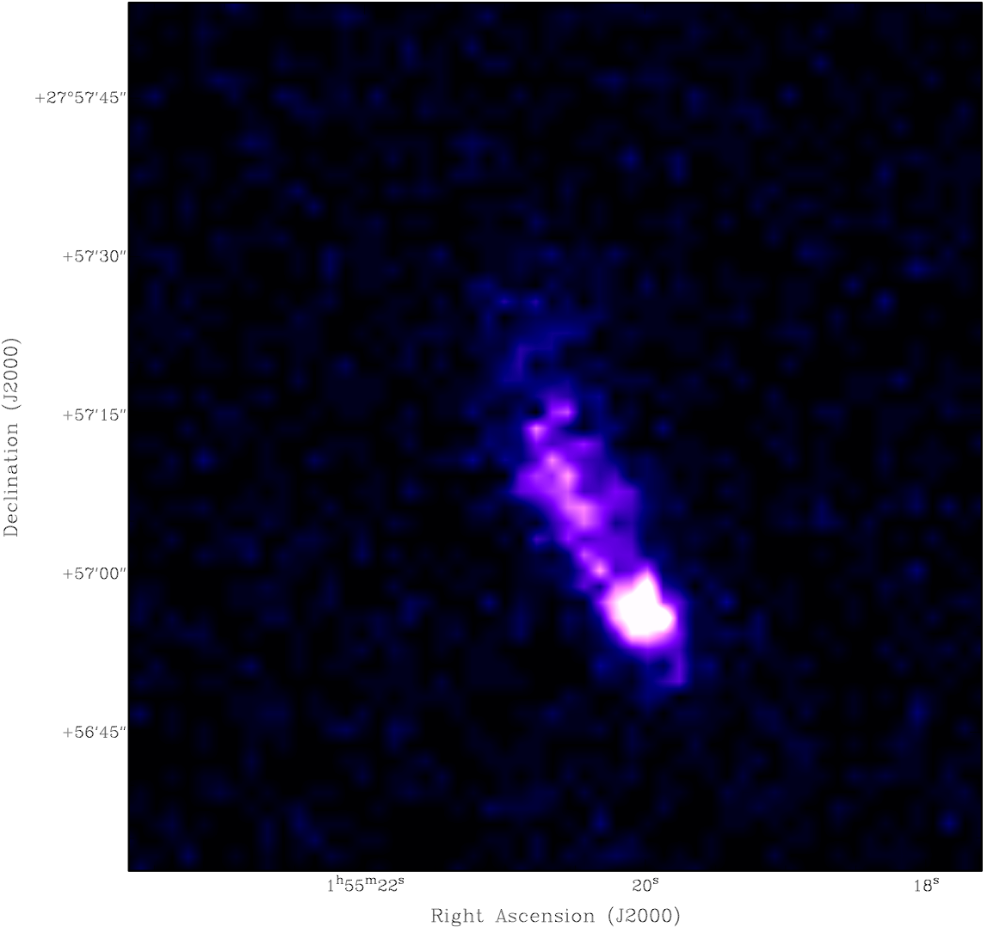 +27°57'45"
+57'30"
+57'15"
+57'00"
+56'45"
Declination (J2000)
1h55m22s 20s 18s
Right Ascension (J2000)